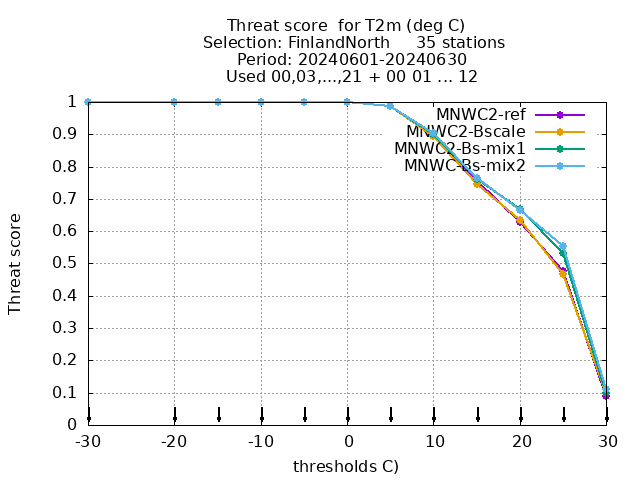 Threat score  for T2m (deg C)
Selection: FinlandNorth     35 stations
Period: 20240601-20240630
Used 00,03,...,21 + 00 01 ... 12
MNWC2-ref
MNWC2-Bscale
MNWC2-Bs-mix1
MNWC-Bs-mix2
Threat score
1
0.9
0.8
0.7
0.6
0.5
0.4
0.3
0.2
0.1
0
-30
-20
-10
0
10
20
30
thresholds C)